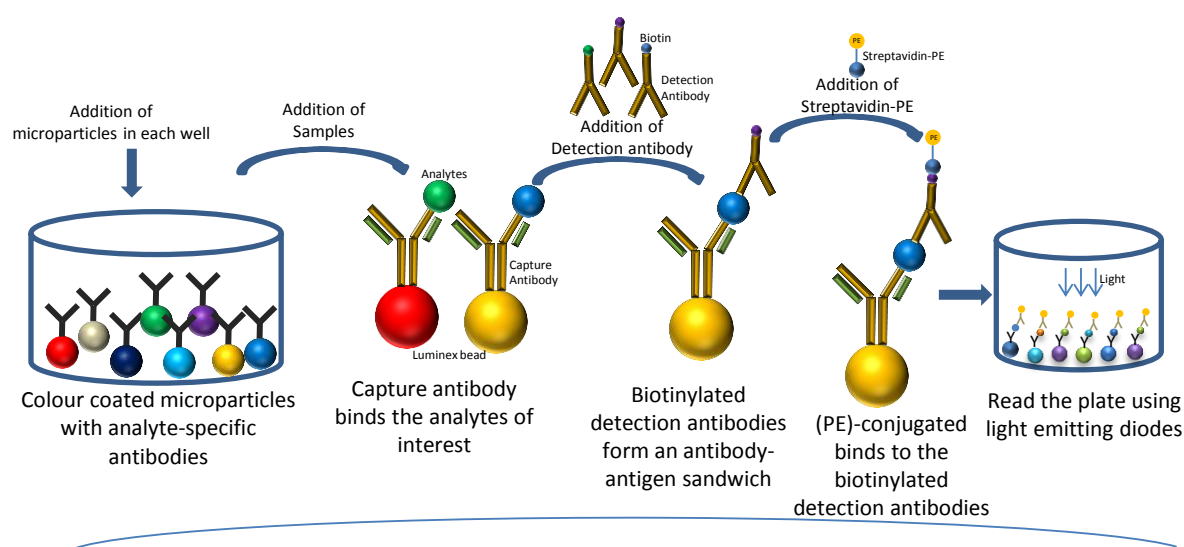 Addition of
microparticles in each well
Addition of
Samples
Analytes
Capture
Antibody
Luminex bead
Biotin
Detection
Antibody
Addition of
Detection antibody
PE
Streptavidin-PE
Addition of
Streptavidin-PE
PE
Light
Colour coated microparticles
with analyte-specific
antibodies
Capture antibody
binds the analytes of
interest
Biotinylated
detection antibodies
form an antibody-
antigen sandwich
(PE)-conjugated
binds to the
biotinylated
detection antibodies
Read the plate using
light emitting diodes